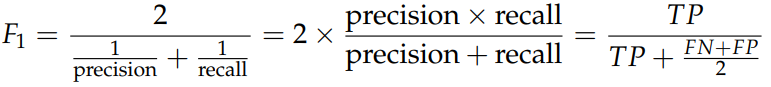 F₁ = 2 / (1/precision + 1/recall) = 2 × (precision × recall) / (precision + recall) = TP / (TP + (FN+FP)/2)